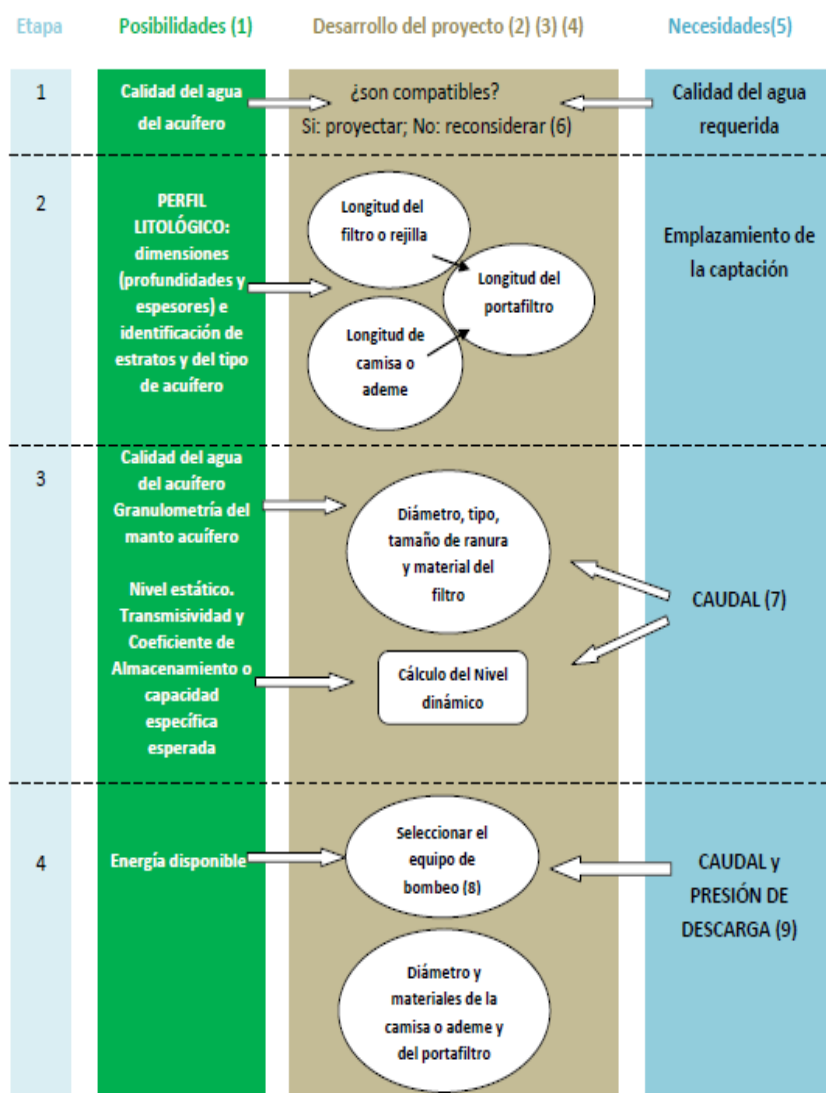 Etapa
Posibilidades (1)
Desarrollo del proyecto (2) (3) (4)
Necesidades(5)
1
Calidad del agua
del acuífero
¿son compatibles?
Si: proyectar; No: reconsiderar (6)
Calidad del agua
requerida
2
PERFIL
LITOLÓGICO:
dimensiones
(profundidades y
espesores) e
identificación de
estratos y del tipo
de acuífero
Longitud del
filtro o rejilla
Longitud del
portafiltro
Longitud de
camisa o
ademe
Emplazamiento de
la captación
3
Calidad del agua
del acuífero
Granulometría del
manto acuífero
Nivel estático.
Transmisividad y
Coeficiente de
Almacenamiento o
capacidad
específica
esperada
Diámetro, tipo,
tamaño de ranura
y material del
filtro
Cálculo del Nivel
dinámico
CAUDAL (7)
4
Energía disponible
Seleccionar el
equipo de
bombeo (8)
Diámetro y
materiales de la
camisa o ademe y
del portafiltro
CAUDAL y
PRESIÓN DE
DESCARGA (9)